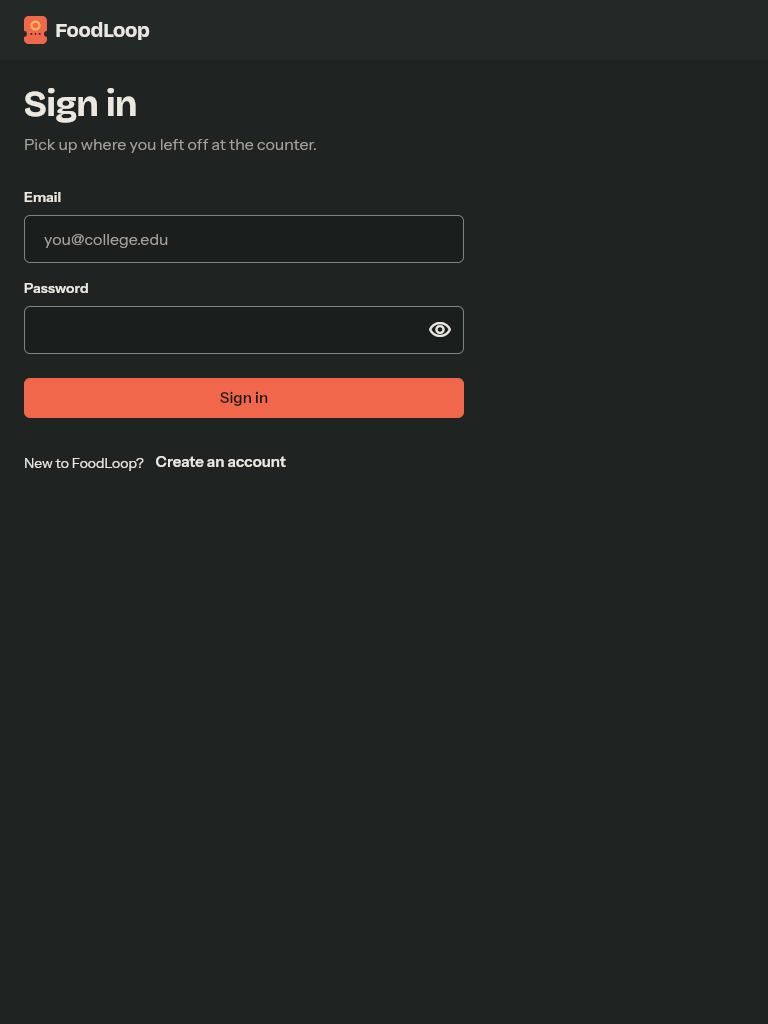 FoodLoop
Sign in
Pick up where you left off at the counter.
Email
you@college.edu
Password
Sign in
New to FoodLoop? Create an account